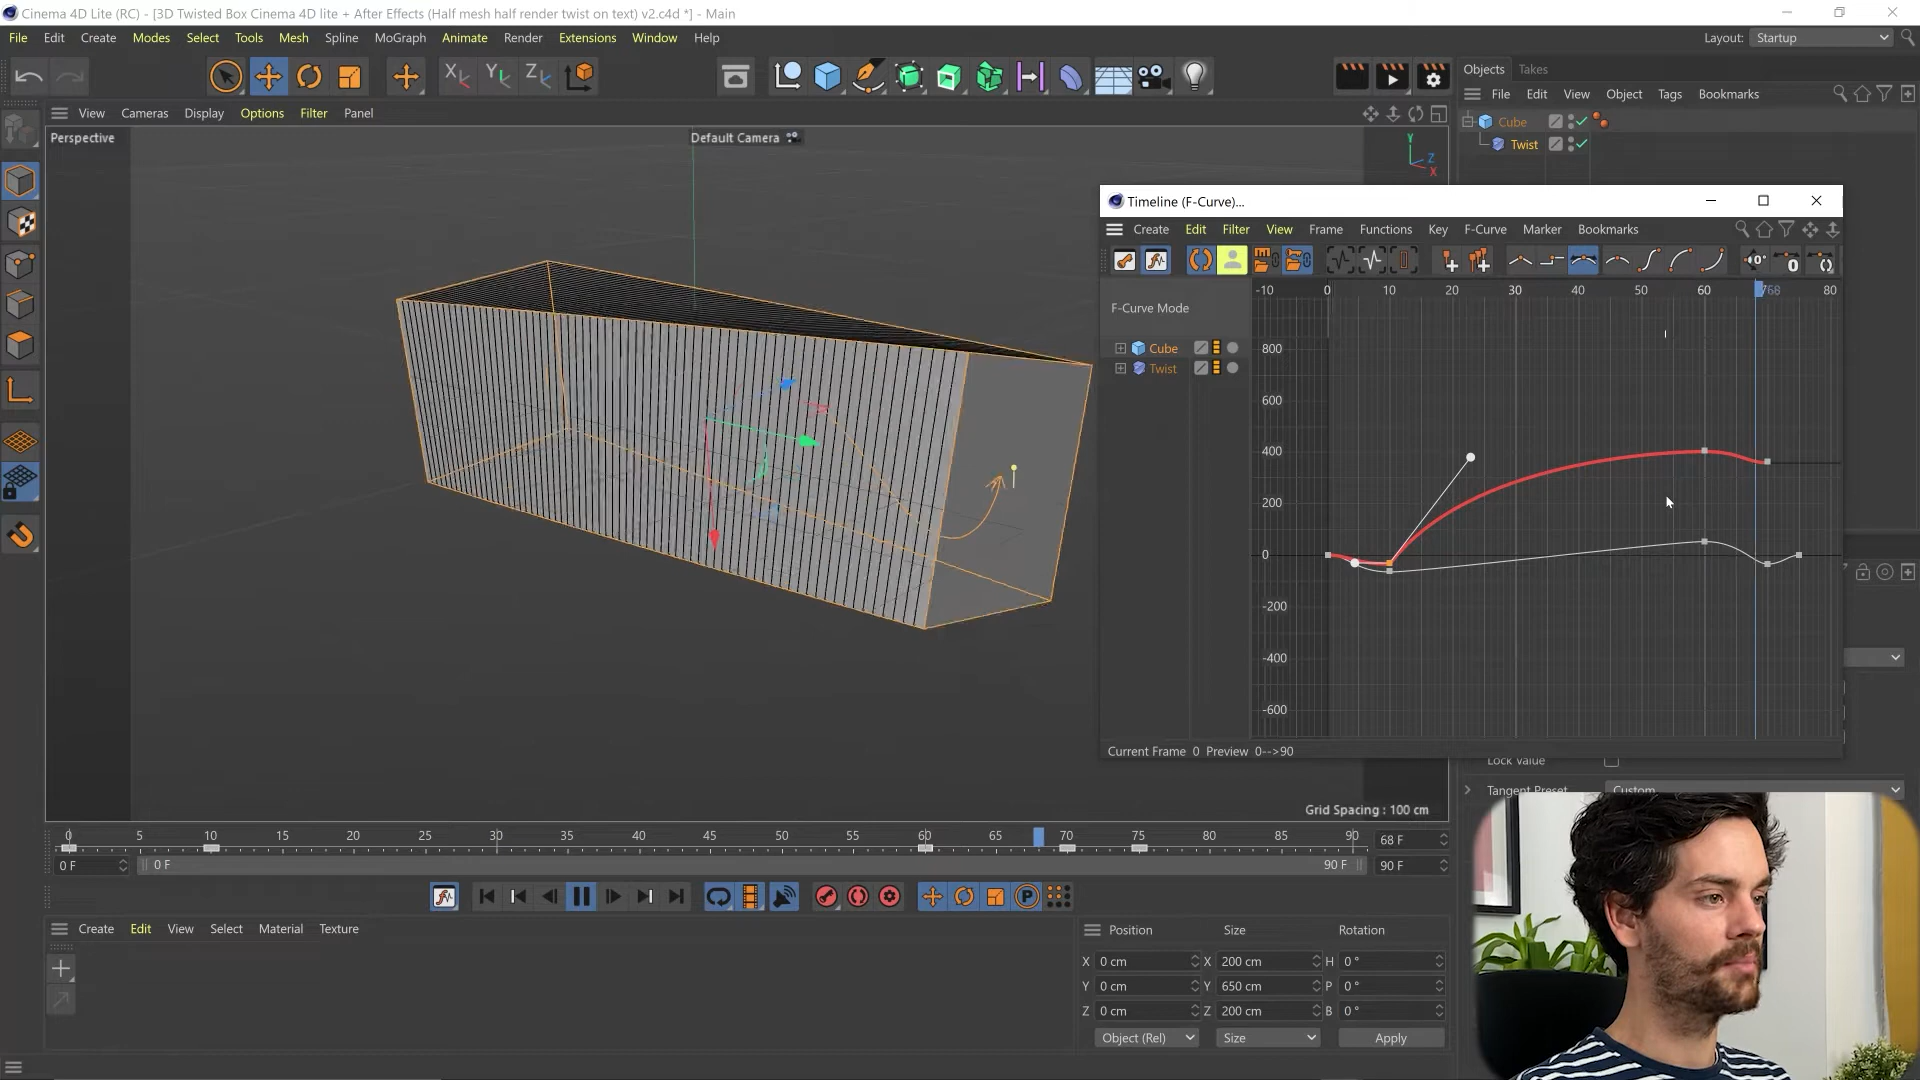 Cinema 4D Lite (RC) - [3D Twisted Box Cinema 4D lite + After Effects (Half mesh half render twist on text) v2.c4d *] - Main
File Edit Create Modes Select Tools Mesh Spline MoGraph Animate Render Extensions Window Help
Layout: Startup
Objects Takes
File Edit View Object Tags Bookmarks
View Cameras Display Options Filter Panel
Cube
Twist
Perspective
Default Camera
Y
Z
X
Timeline (F-Curve)...
Create Edit Filter View Frame Functions Key F-Curve Marker Bookmarks
-10 0 10 20 30 40 50 60 68 80
F-Curve Mode
Cube
Twist
800
600
400
200
0
-200
-400
-600
Current Frame 0 Preview 0-->90
Lock Value
Tangent Preset Custom
Grid Spacing : 100 cm
0 5 10 15 20 25 30 35 40 45 50 55 60 65 70 75 80 85 90 68 F
0 F 0 F 90 F 90 F
Create Edit View Select Material Texture
Position Size Rotation
X 0 cm X 200 cm H 0 °
Y 0 cm Y 650 cm P 0 °
Z 0 cm Z 200 cm B 0 °
Object (Rel) Size Apply